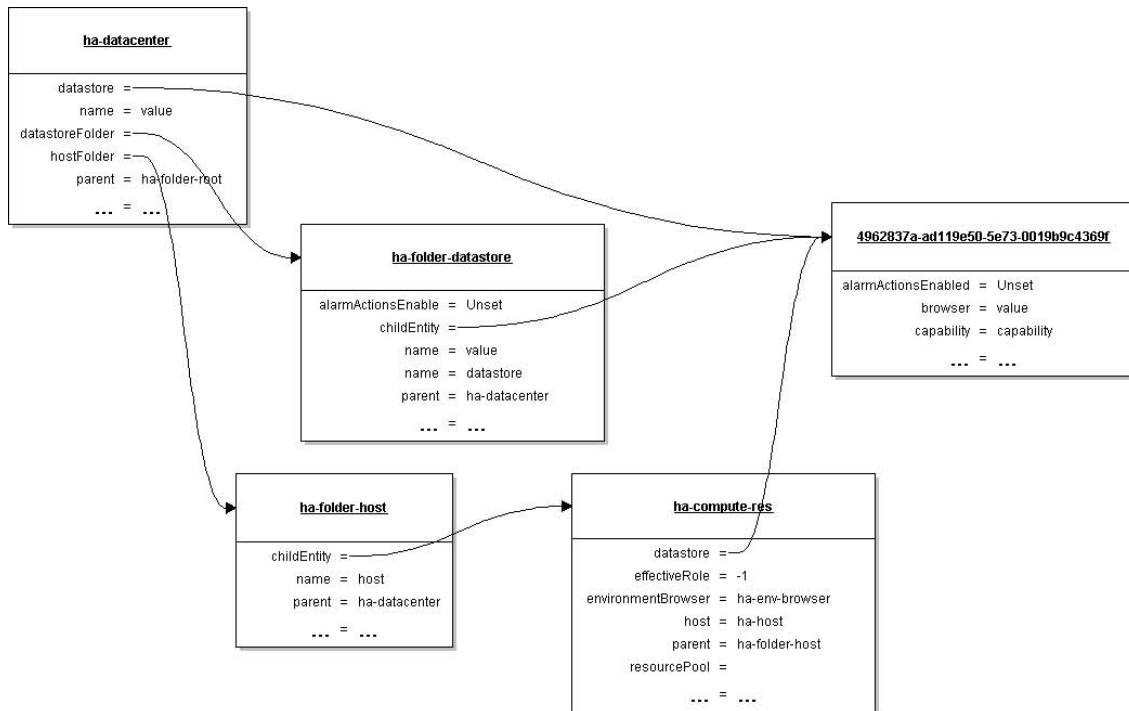 ha-datacenter
datastore =
name = value
datastoreFolder =
hostFolder =
parent = ha-folder-root
... = ...
ha-folder-datastore
alarmActionsEnable = Unset
childEntity =
name = value
name = datastore
parent = ha-datacenter
... = ...
4962837a-ad119e50-5e73-0019b9c4369f
alarmActionsEnabled = Unset
browser = value
capability = capability
... = ...
ha-folder-host
childEntity =
name = host
parent = ha-datacenter
... = ...
ha-compute-res
datastore =
effectiveRole = -1
environmentBrowser = ha-env-browser
host = ha-host
parent = ha-folder-host
resourcePool =
... = ...